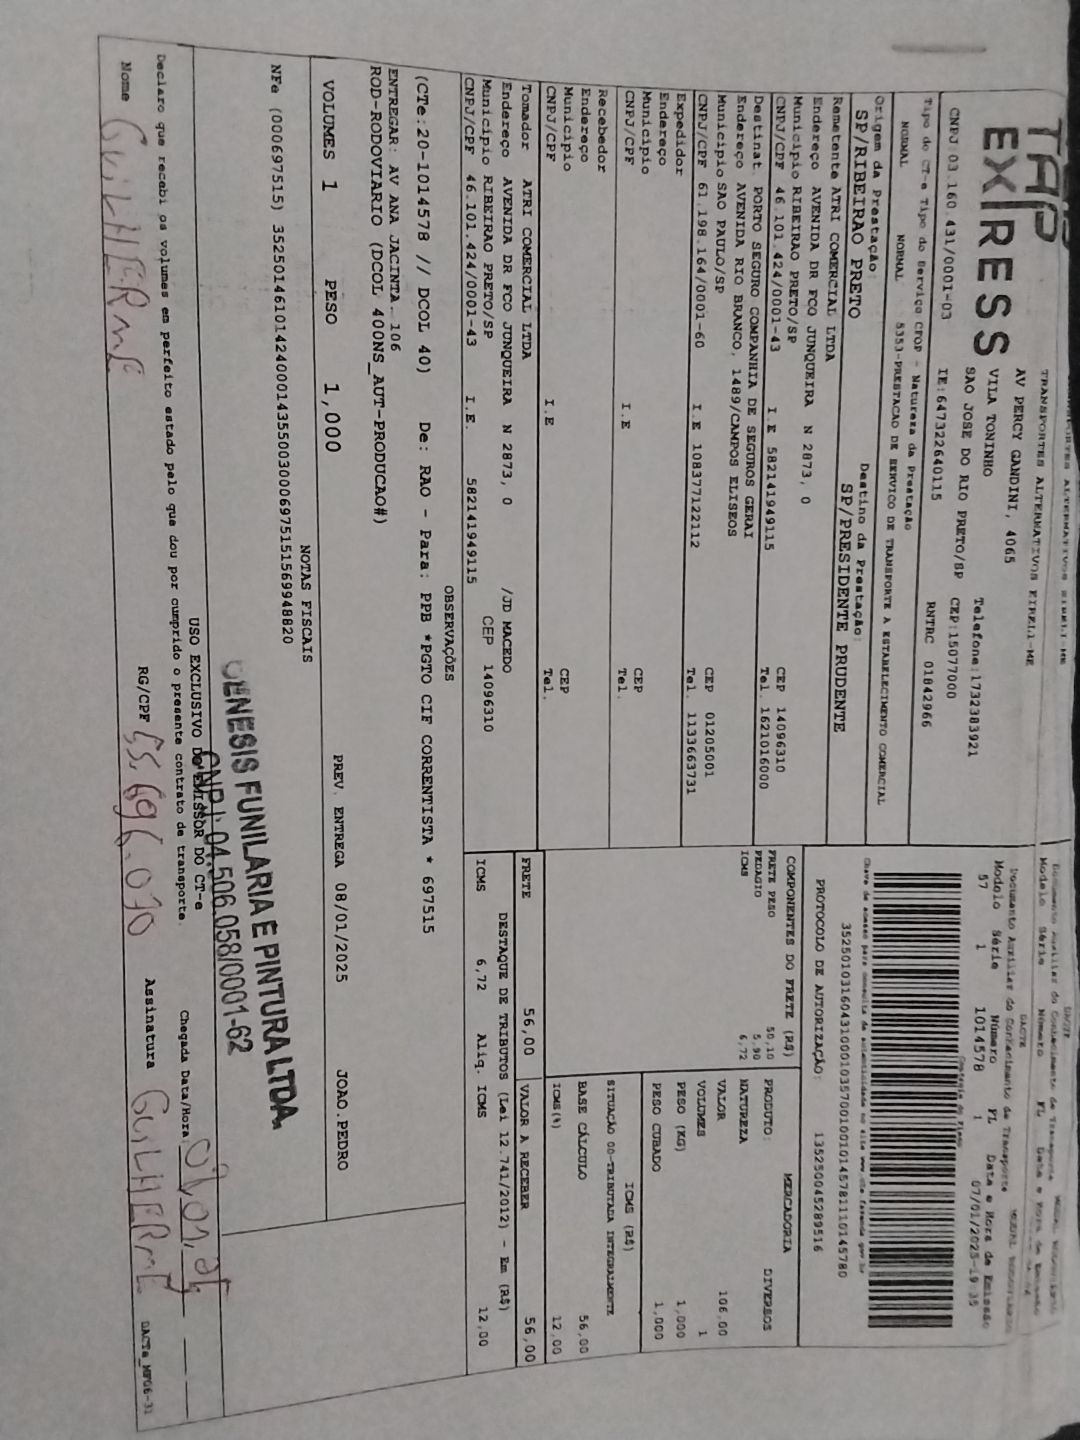 TRANSPORTES ALTERNATIVOS EIRELI-ME
TAP
EXPRESS
AV PERCY GANDINI, 4065
VILA TONINHO
SAO JOSE DO RIO PRETO/SP CEP:15077000
Telefone:1732383921
CNPJ:03.160.431/0001-03 IE:647322640115 RNTRC 01842966
DACTE
Documento Auxiliar do Conhecimento de Transporte
Modelo Série Número FL Data e Hora de Emissão
57 1 1014578 1 07/01/2025-19:35
Controle do Fisco
Tipo do CT-e Tipo do Serviço CFOP - Natureza da Prestação
NORMAL NORMAL 5353-PRESTACAO DE SERVICO DE TRANSPORTE A ESTABELECIMENTO COMERCIAL
35250103160431000103570010010145781110145780
PROTOCOLO DE AUTORIZAÇÃO: 135250045289516
Origem da Prestação: Destino da Prestação:
SP/RIBEIRAO PRETO SP/PRESIDENTE PRUDENTE
Remetente ATRI COMERCIAL LTDA
Endereço AVENIDA DR FCO JUNQUEIRA N 2873, 0
Município RIBEIRAO PRETO/SP CEP 14096310
CNPJ/CPF 46.101.424/0001-43 I.E 582141949115 Tel. 1621016000
Destinat. PORTO SEGURO COMPANHIA DE SEGUROS GERAI
Endereço AVENIDA RIO BRANCO, 1489/CAMPOS ELISEOS
Município SAO PAULO/SP CEP 01205001
CNPJ/CPF 61.198.164/0001-60 I.E 108377122112 Tel. 1133663731
Expedidor
Endereço
Município CEP
CNPJ/CPF I.E Tel.
Recebedor
Endereço
Município CEP
CNPJ/CPF I.E Tel.
Tomador ATRI COMERCIAL LTDA
Endereço AVENIDA DR FCO JUNQUEIRA N 2873, 0 /JD MACEDO
Município RIBEIRAO PRETO/SP CEP 14096310
CNPJ/CPF 46.101.424/0001-43 I.E. 582141949115
COMPONENTES DO FRETE (R$)
FRETE PESO 50,10
PEDAGIO 5,90
ICMS 6,72
PRODUTO: MERCADORIA
NATUREZA DIVERSOS
VALOR 106,00
VOLUMES 1
PESO (KG) 1,000
PESO CUBADO 1,000
ICMS (R$)
SITUAÇÃO 00-TRIBUTADA INTEGRALMENTE
BASE CÁLCULO 56,00
ICMS(%) 12,00
FRETE 56,00 VALOR A RECEBER 56,00
DESTAQUE DE TRIBUTOS (Lei 12.741/2012) - Em (R$)
ICMS 6,72 Aliq. ICMS 12,00
OBSERVAÇÕES
(CTe:20-1014578 // DCOL 40) De: RAO - Para: PPB *PGTO CIF CORRENTISTA * 697515
ENTREGAR: AV ANA JACINTA, 106
ROD-RODOVIARIO (DCOL 40ONS_AUT-PRODUCAO#)
VOLUMES 1 PESO 1,000 PREV. ENTREGA 08/01/2025 JOAO.PEDRO
NOTAS FISCAIS
NFe (000697515) 35250146101424000143550030006975151569948820
GENESIS FUNILARIA E PINTURA LTDA.
CNPJ: 04.506.058/0001-62
USO EXCLUSIVO DO EMISSOR DO CT-e
Declaro que recebi os volumes em perfeito estado pelo que dou por cumprido o presente contrato de transporte.
Chegada Data/Hora:
Nome GUILHERME RG/CPF Assinatura GUILHERME
DACTe_MP06-31